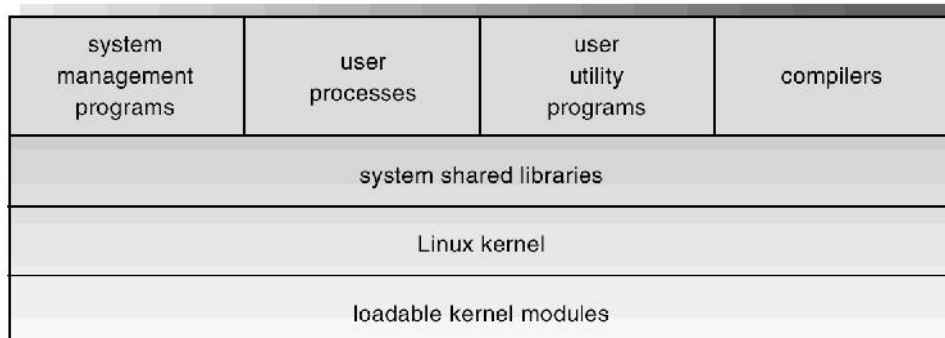 system
management
programs
user
processes
user
utility
programs
compilers
system shared libraries
Linux kernel
loadable kernel modules